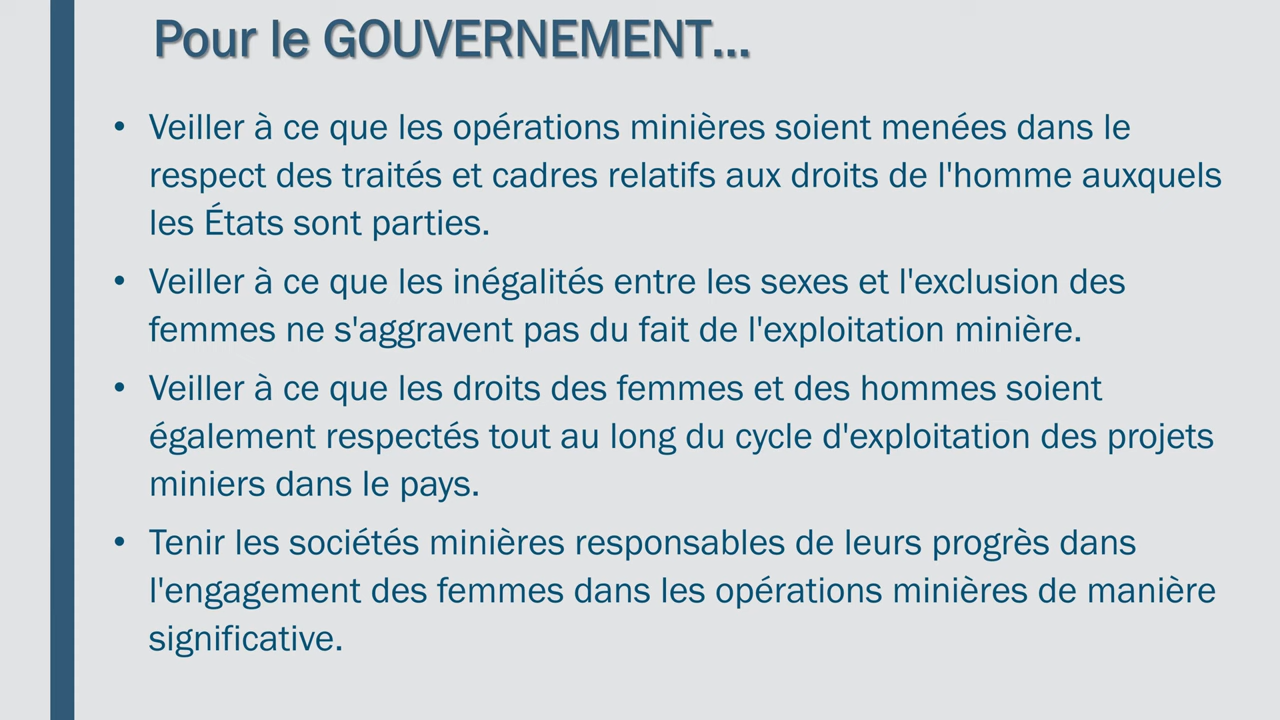 Pour le GOUVERNEMENT...
• Veiller à ce que les opérations minières soient menées dans le
respect des traités et cadres relatifs aux droits de l'homme auxquels
les États sont parties.
• Veiller à ce que les inégalités entre les sexes et l'exclusion des
femmes ne s'aggravent pas du fait de l'exploitation minière.
• Veiller à ce que les droits des femmes et des hommes soient
également respectés tout au long du cycle d'exploitation des projets
miniers dans le pays.
• Tenir les sociétés minières responsables de leurs progrès dans
l'engagement des femmes dans les opérations minières de manière
significative.